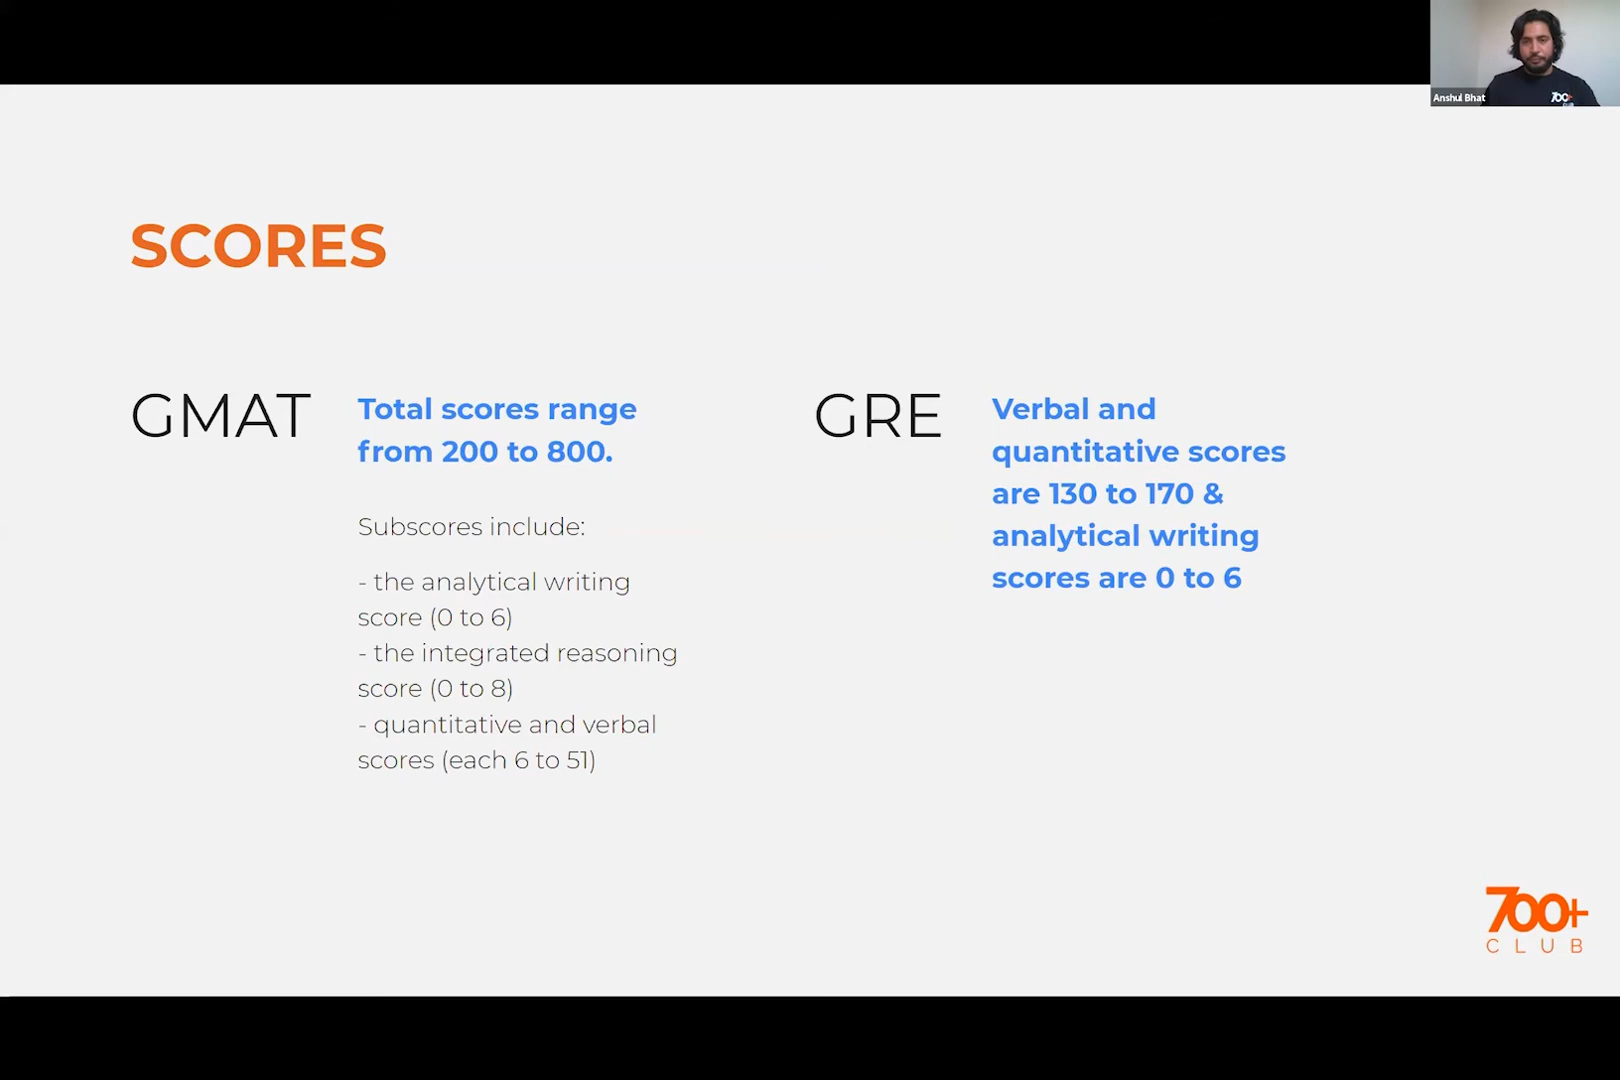 Anshul Bhat
700+
CLUB
SCORES
GMAT
Total scores range
from 200 to 800.
Subscores include:
- the analytical writing
score (0 to 6)
- the integrated reasoning
score (0 to 8)
- quantitative and verbal
scores (each 6 to 51)
GRE
Verbal and
quantitative scores
are 130 to 170 &
analytical writing
scores are 0 to 6
700+
CLUB